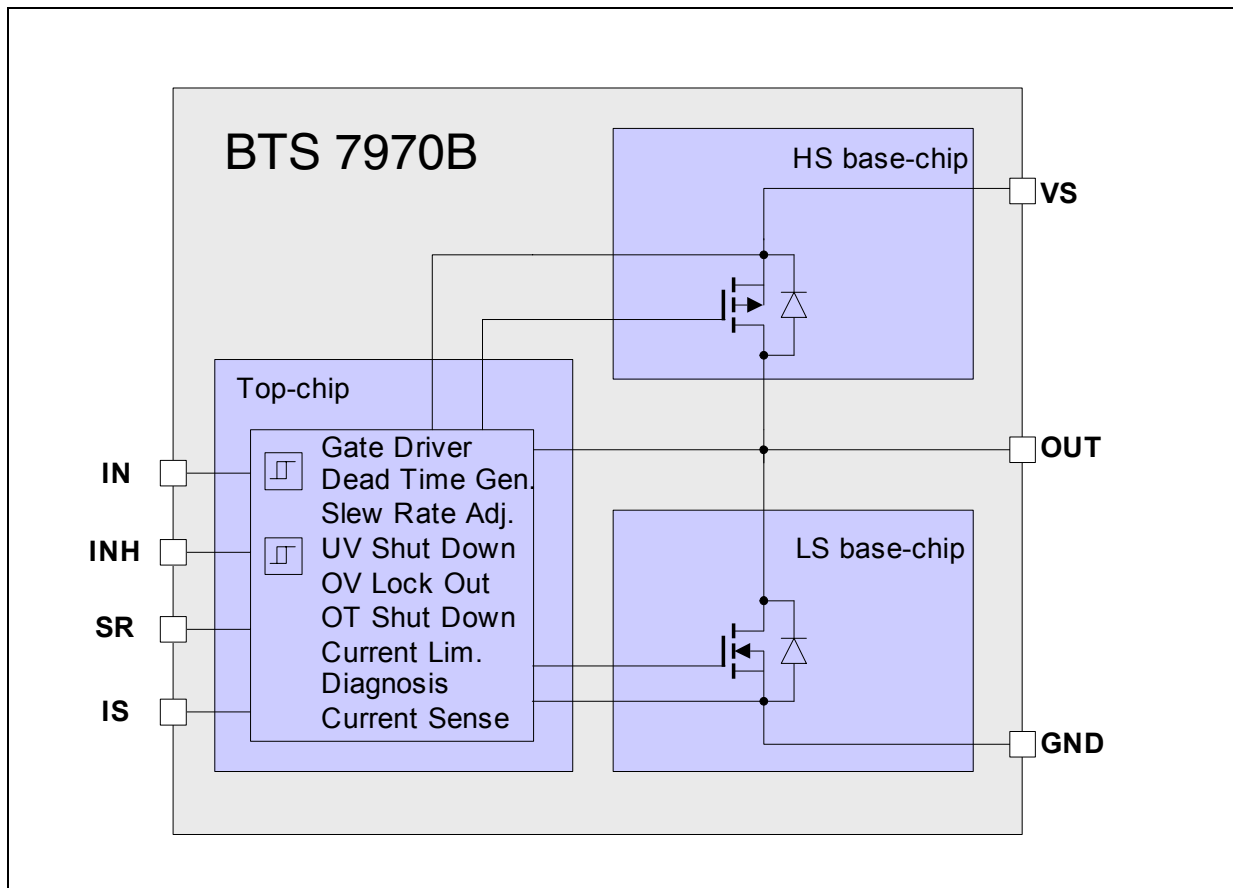 BTS 7970B
HS base-chip
VS
Top-chip
Gate Driver
Dead Time Gen.
Slew Rate Adj.
UV Shut Down
OV Lock Out
OT Shut Down
Current Lim.
Diagnosis
Current Sense
IN
INH
SR
IS
OUT
LS base-chip
GND